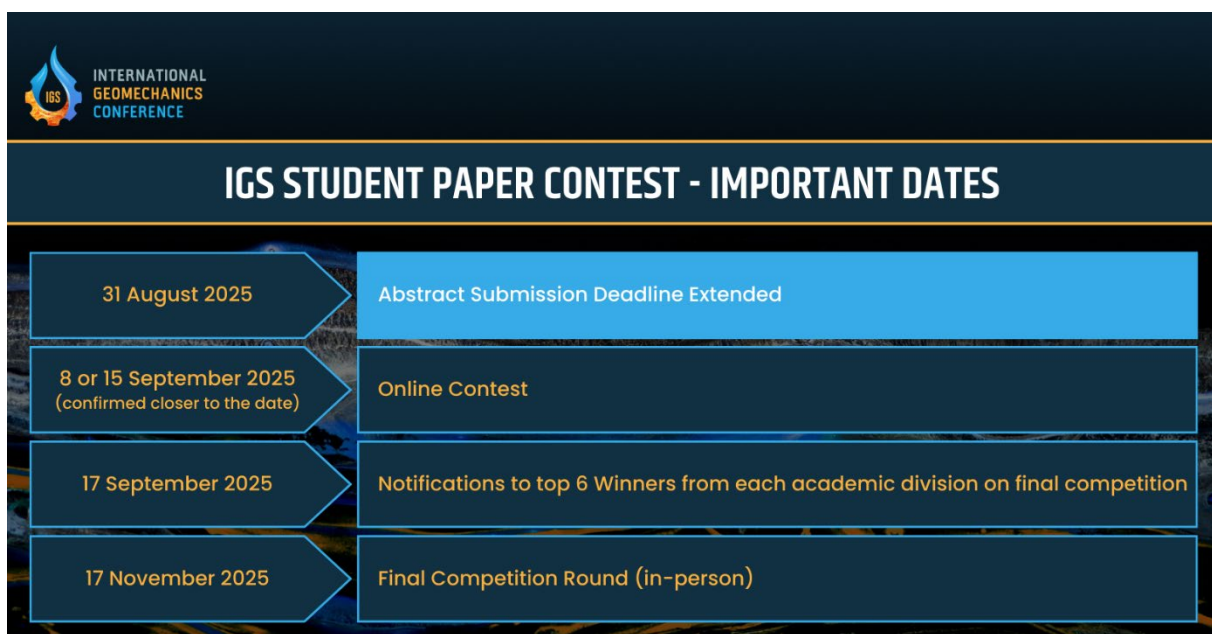 IGS
INTERNATIONAL
GEOMECHANICS
CONFERENCE
IGS STUDENT PAPER CONTEST - IMPORTANT DATES
31 August 2025
Abstract Submission Deadline Extended
8 or 15 September 2025
(confirmed closer to the date)
Online Contest
17 September 2025
Notifications to top 6 Winners from each academic division on final competition
17 November 2025
Final Competition Round (in-person)